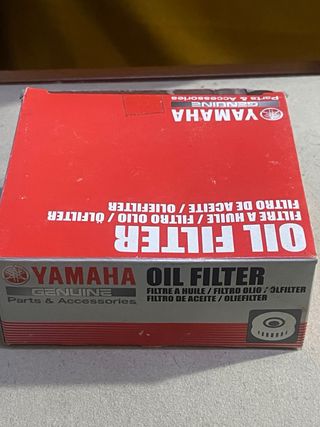 YAMAHA
GENUINE
Parts & Accessories
OIL FILTER
FILTRE A HUILE / FILTRO OLIO / ÖLFILTER
FILTRO DE ACEITE / OLIEFILTER
YAMAHA
GENUINE
Parts & Accessories
OIL FILTER
FILTRE A HUILE / FILTRO OLIO / ÖLFILTER
FILTRO DE ACEITE / OLIEFILTER